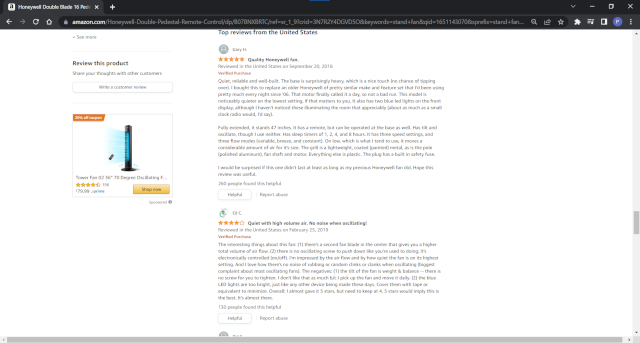 Honeywell Double Blade 16 Pede
amazon.com/Honeywell-Double-Pedestal-Remote-Control/dp/B07BNXBRTC/ref=sr_1_9?crid=3N7RZY4DGVD5O&keywords=stand+fan&qid=1651143070&sprefix=stand+fan...
Top reviews from the United States
Gary H
Quality Honeywell fan.
Reviewed in the United States on September 20, 2018
Verified Purchase
Quiet, reliable and well-built. The base is surprisingly heavy, which is a nice touch (no chance of tipping
over). I bought this to replace an older Honeywell of pretty similar make and feature set that I'd been using
pretty much every night since '06. That motor finally called it a day, so not a bad run. This model is
noticeably quieter on the lowest setting, if that matters to you. It also has two blue led lights on the front
display, although I haven't noticed these illuminating the room that appreciably (about as much as a small
clock radio would, I'd say).
Fully extended, it stands 47 inches. It has a remote, but can be operated at the base as well. Has tilt and
oscillate, though I use neither. Has sleep timers of 1, 2, 4, and 8 hours. It has three speed settings, and
three flow modes (variable, breeze, and constant). On low, which is what I tend to use, it moves a
considerable amount of air for it's size. The grill is a lightweight, coated (painted) metal, as is the pole
(polished aluminum), fan shaft and motor. Everything else is plastic. The plug has a built in safety fuse.
I would be surprised if this one didn't last at least as long as my previous Honeywell fan did. Hope this
review was useful.
260 people found this helpful
Helpful
Report abuse
Ed C.
Quiet with high volume air. No noise when oscillating!
Reviewed in the United States on February 25, 2019
Verified Purchase
The interesting things about this fan: (1) there's a second fan blade in the center that gives you a higher
total volume of air flow. (2) there is no oscillating screw to push down like you're used to doing. It's
electronically controlled (on/off). I'm impressed by the air flow and by how quiet the fan is on its highest
setting. And I love how there's no noise of rubbing or random clinks or clanks when oscillating (biggest
complaint about most oscillating fans). The negatives: (1) the tilt of the fan is weight & balance -- there is
no screw for you to tighten. I don't like that as much but I pick up the fan and move it daily. (2) the blue
LED lights are too bright, just like any other device being made these days. Cover them with tape or
equivalent to minimize. Overall, I almost gave it 5 stars, but need to keep at 4. 5 stars would imply this is
the best. It's almost there.
130 people found this helpful
Helpful
Report abuse
See more
Review this product
Share your thoughts with other customers
Write a customer review
20% off coupon
Tower Fan 02 36" 70 Degree Oscillating F...
168
$79.99
prime
Shop now
Sponsored